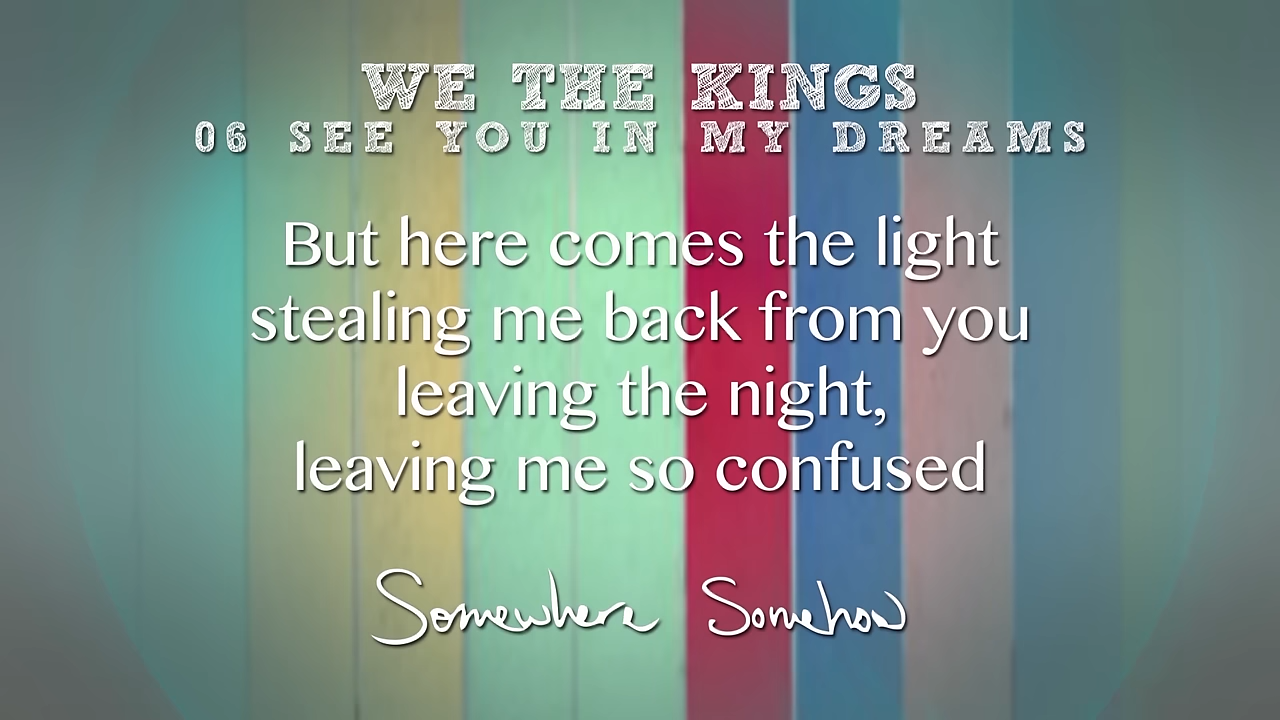 WE THE KINGS
06 SEE YOU IN MY DREAMS
But here comes the light
stealing me back from you
leaving the night,
leaving me so confused
Somewhere Somehow